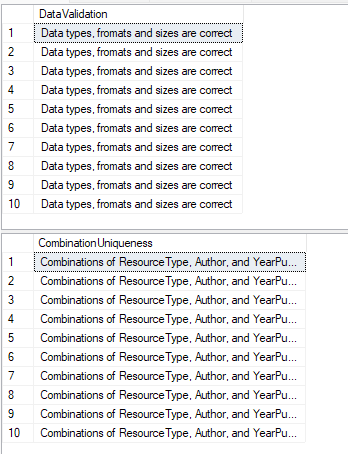 DataValidation
1 Data types, fromats and sizes are correct
2 Data types, fromats and sizes are correct
3 Data types, fromats and sizes are correct
4 Data types, fromats and sizes are correct
5 Data types, fromats and sizes are correct
6 Data types, fromats and sizes are correct
7 Data types, fromats and sizes are correct
8 Data types, fromats and sizes are correct
9 Data types, fromats and sizes are correct
10 Data types, fromats and sizes are correct
CombinationUniqueness
1 Combinations of ResourceType, Author, and YearPu...
2 Combinations of ResourceType, Author, and YearPu...
3 Combinations of ResourceType, Author, and YearPu...
4 Combinations of ResourceType, Author, and YearPu...
5 Combinations of ResourceType, Author, and YearPu...
6 Combinations of ResourceType, Author, and YearPu...
7 Combinations of ResourceType, Author, and YearPu...
8 Combinations of ResourceType, Author, and YearPu...
9 Combinations of ResourceType, Author, and YearPu...
10 Combinations of ResourceType, Author, and YearPu...